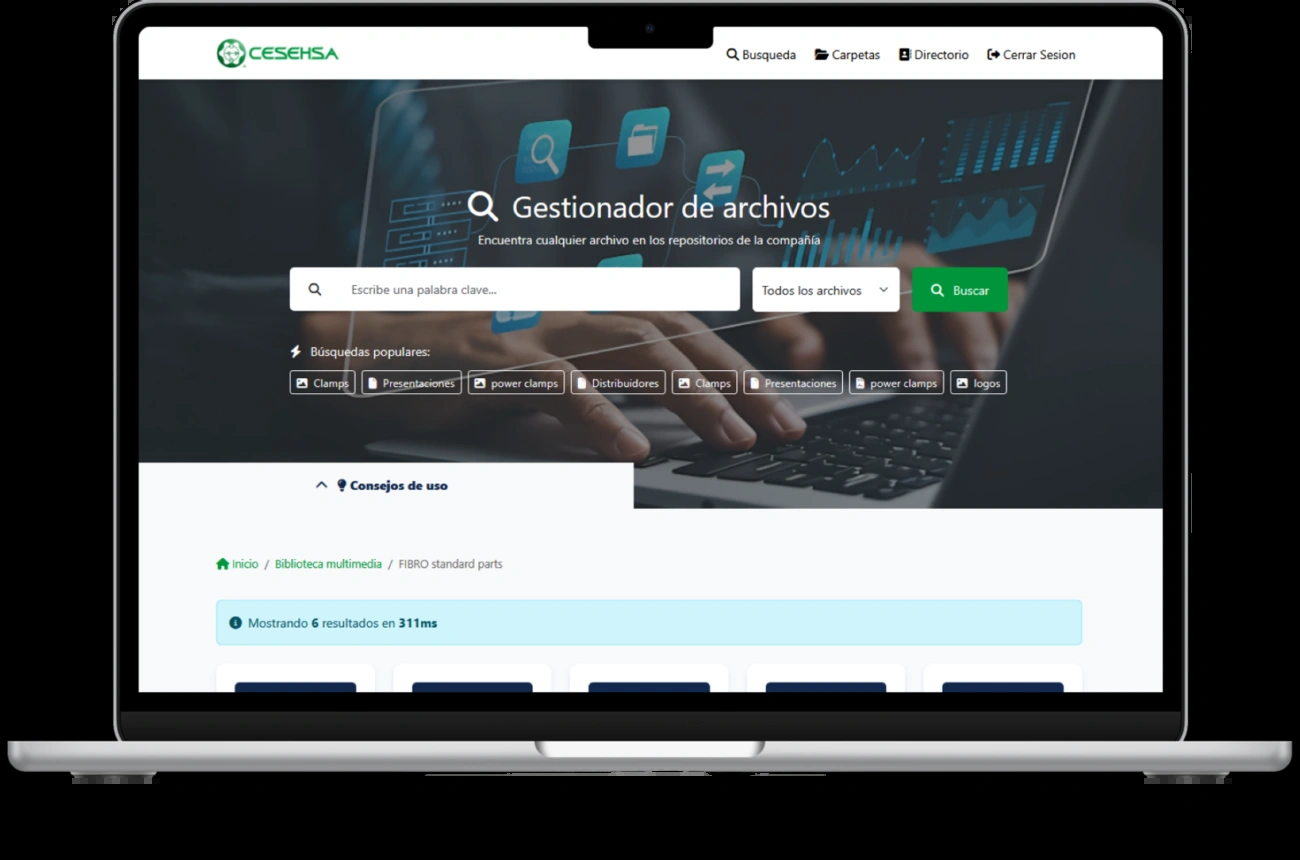 CESEHSA
Busqueda Carpetas Directorio Cerrar Sesion
Gestionador de archivos
Encuentra cualquier archivo en los repositorios de la compañía
Escribe una palabra clave... Todos los archivos Buscar
Búsquedas populares:
Clamps Presentaciones power clamps Distribuidores Clamps Presentaciones power clamps logos
Consejos de uso
Inicio / Biblioteca multimedia / FIBRO standard parts
Mostrando 6 resultados en 311ms